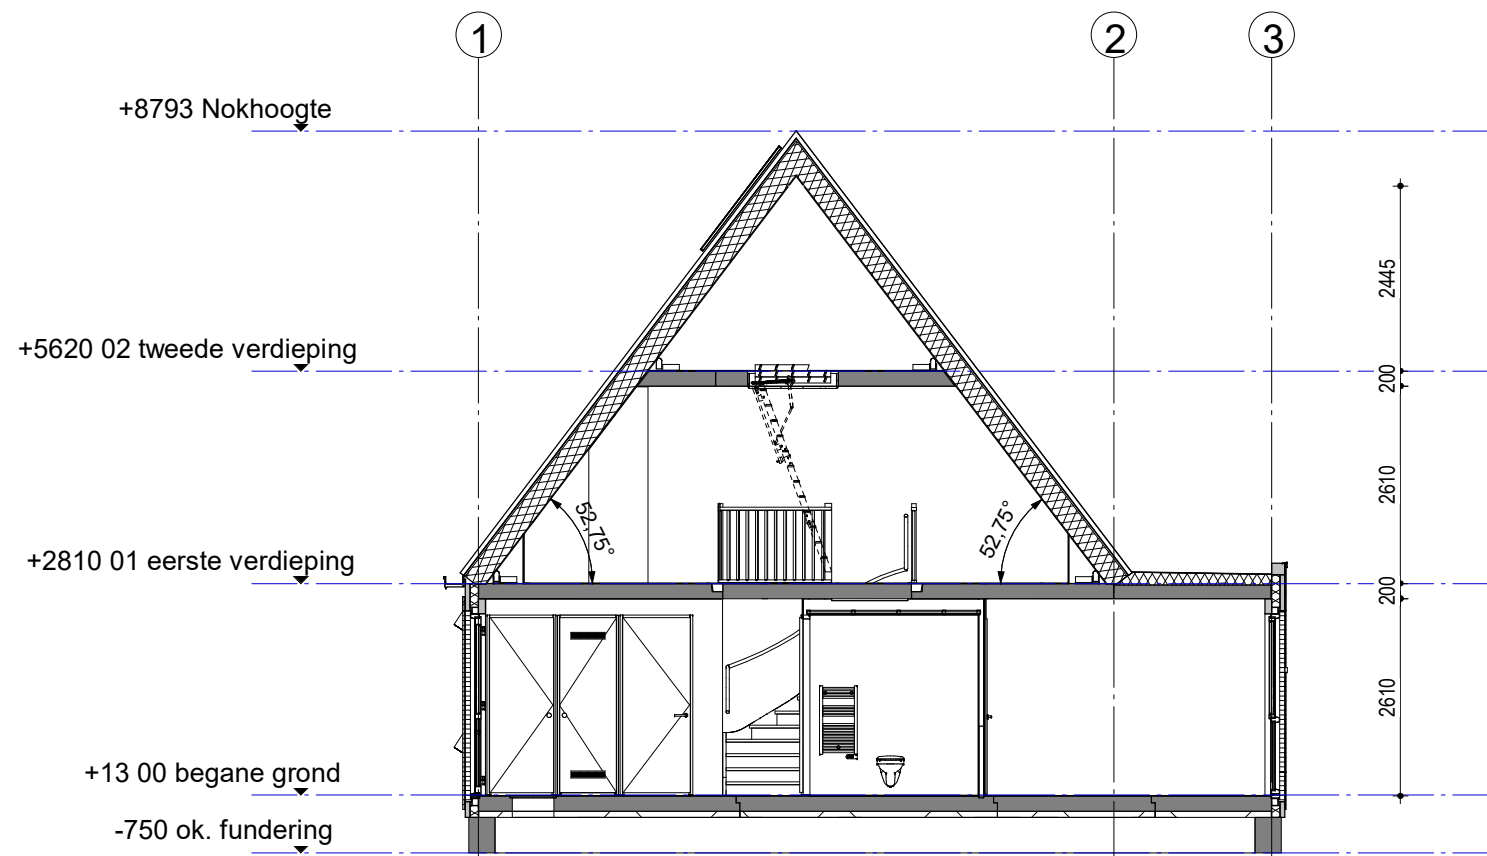 1
2
3
+8793 Nokhoogte
2445
+5620 02 tweede verdieping
200
2610
52,75°
52,75°
+2810 01 eerste verdieping
200
2610
+13 00 begane grond
-750 ok. fundering